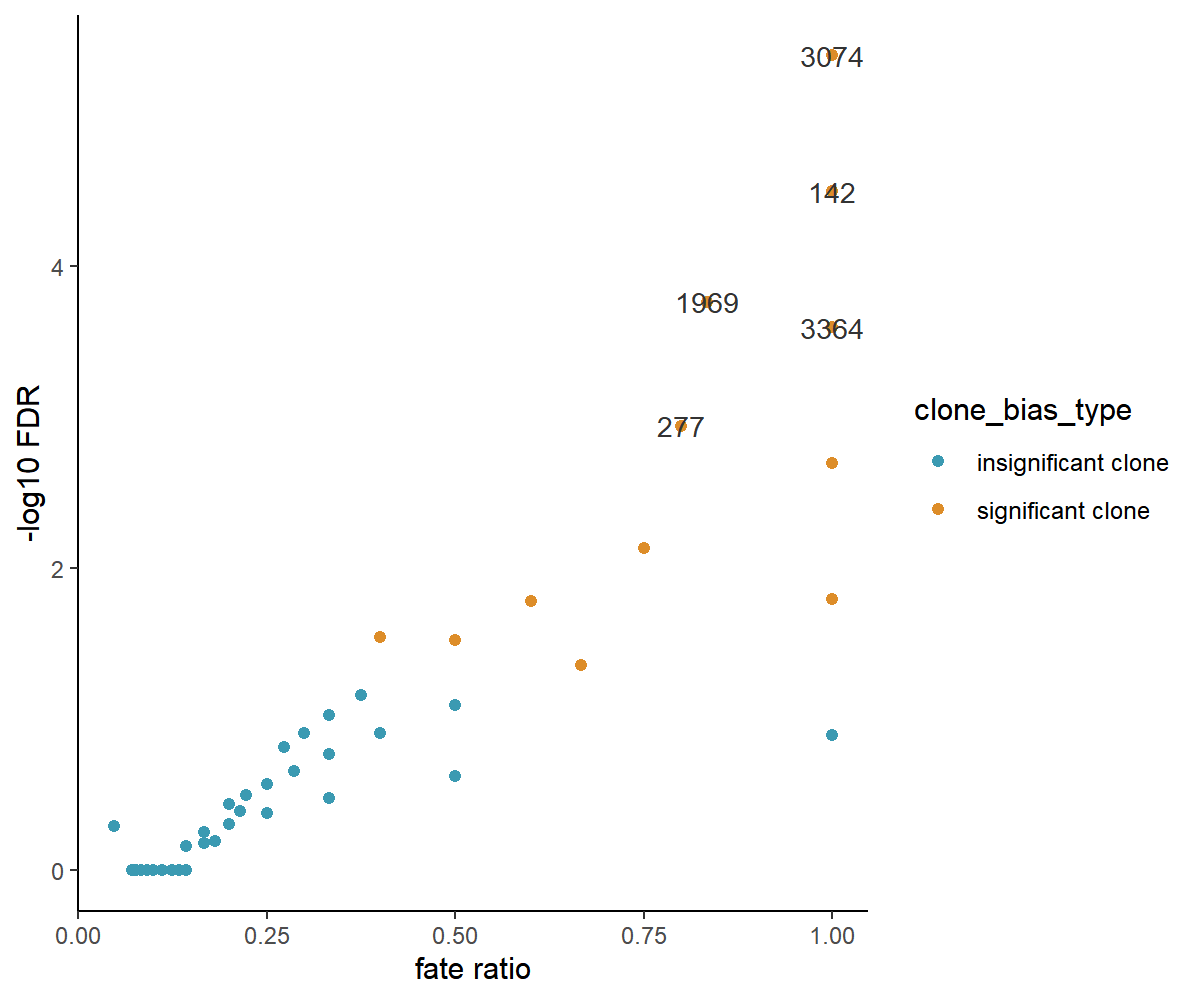 3074
142
4
1969
3364
277
2
0
0.00 0.25 0.50 0.75 1.00
fate ratio
-log10 FDR
clone_bias_type
insignificant clone
significant clone